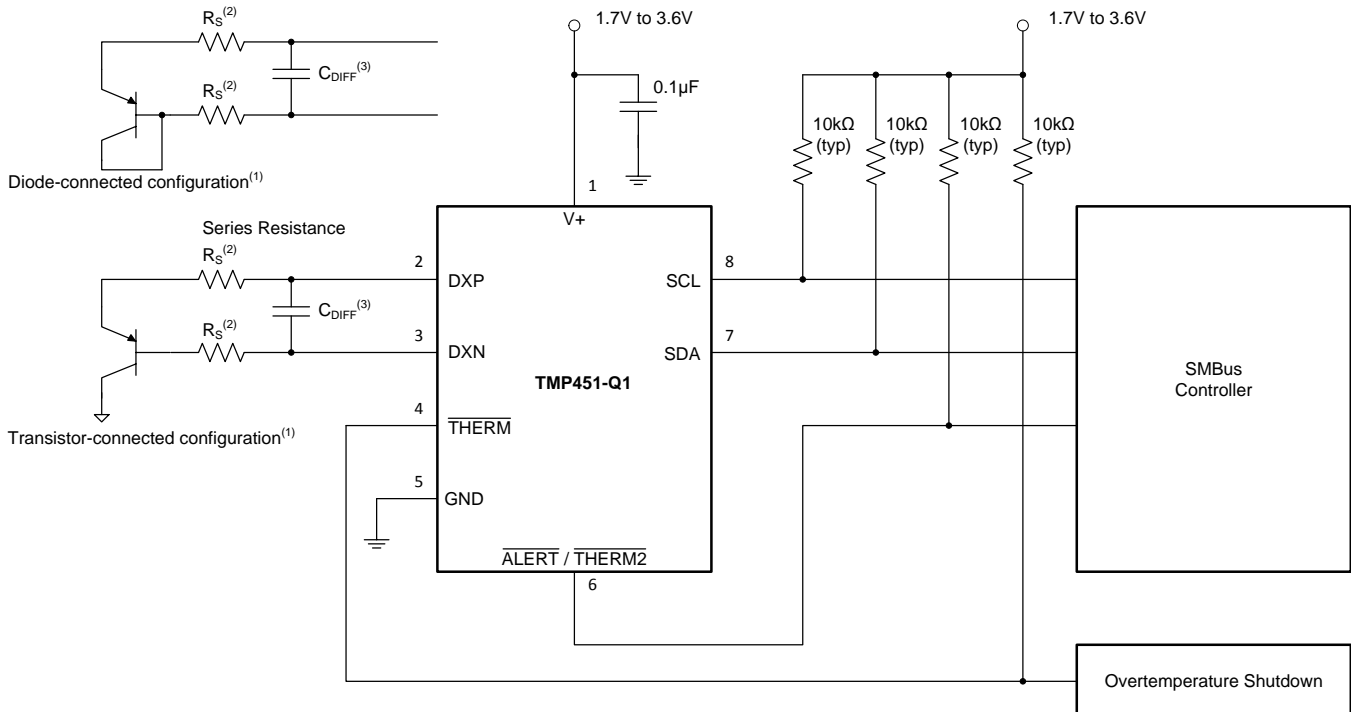 RS(2)
CDIFF(3)
RS(2)
Diode-connected configuration(1)
1.7V to 3.6V
0.1µF
1.7V to 3.6V
10kΩ
(typ)
10kΩ
(typ)
10kΩ
(typ)
10kΩ
(typ)
Series Resistance
RS(2)
CDIFF(3)
RS(2)
Transistor-connected configuration(1)
1
V+
2
DXP
3
DXN
4
THERM
5
GND
TMP451-Q1
SCL
8
SDA
7
ALERT / THERM2
6
SMBus
Controller
Overtemperature Shutdown